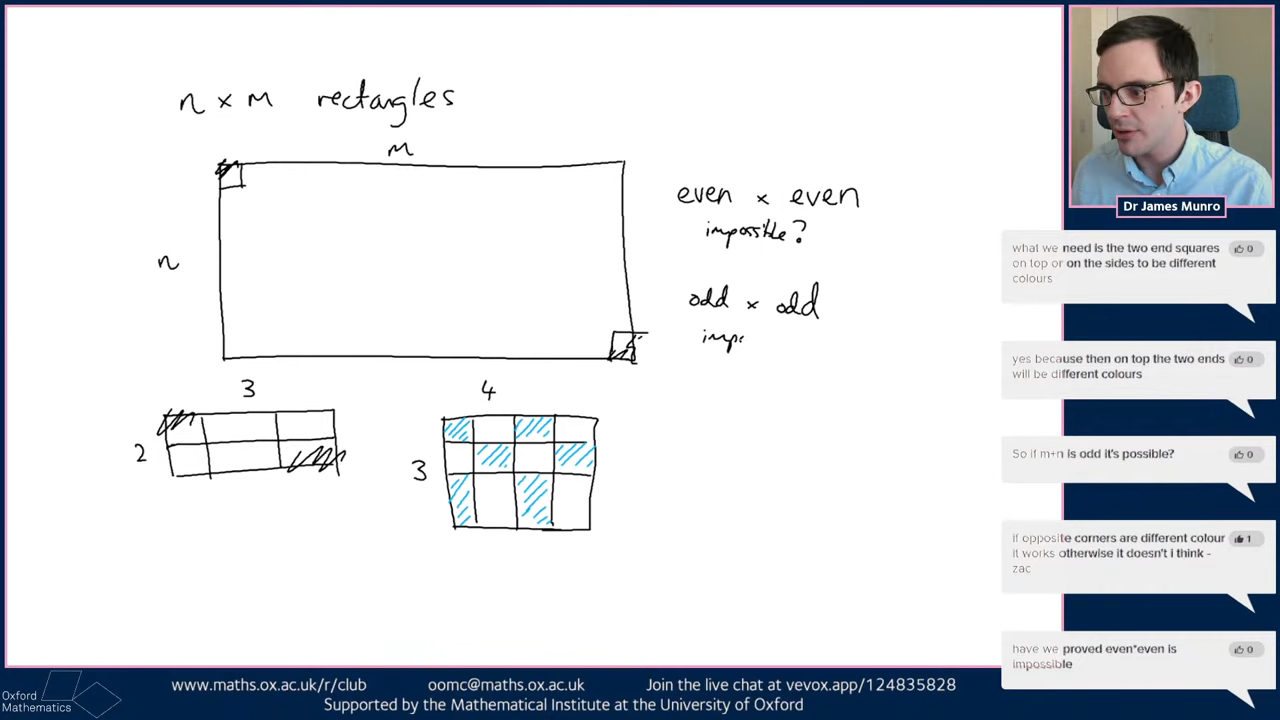 n × m rectangles
m
n
even × even
impossible?
odd × odd
imp
3
2
4
3
Dr James Munro
what we need is the two end squares
on top or on the sides to be different
colours
0
yes because then on top the two ends
will be different colours
0
So if m+n is odd it's possible?
0
if opposite corners are different colour
it works otherwise it doesn't i think -
zac
1
have we proved even*even is
impossible
0
Oxford
Mathematics
www.maths.ox.ac.uk/r/club oomc@maths.ox.ac.uk Join the live chat at vevox.app/124835828
Supported by the Mathematical Institute at the University of Oxford